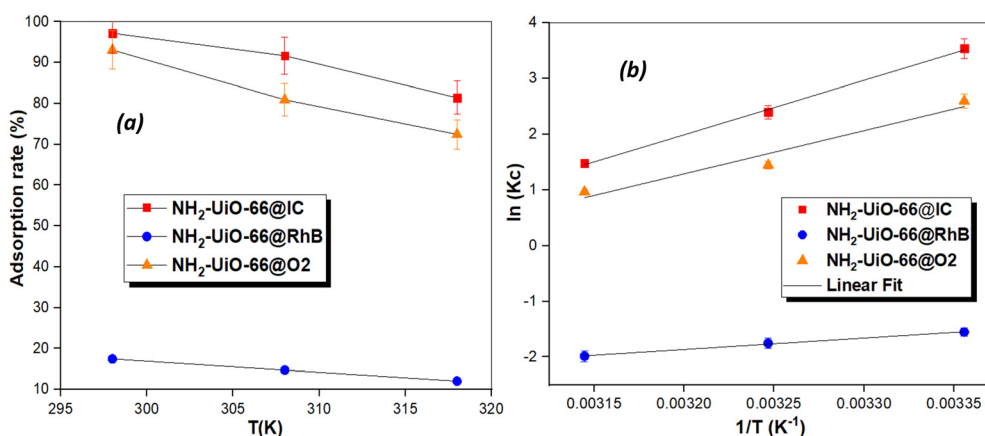 100
90
80
70
60
50
40
30
20
10
Adsorption rate (%)
(a)
NH2-UiO-66@IC
NH2-UiO-66@RhB
NH2-UiO-66@O2
295 300 305 310 315 320
T(K)
4
3
2
1
0
-1
-2
ln (Kc)
(b)
NH2-UiO-66@IC
NH2-UiO-66@RhB
NH2-UiO-66@O2
Linear Fit
0.00315 0.00320 0.00325 0.00330 0.00335
1/T (K-1)